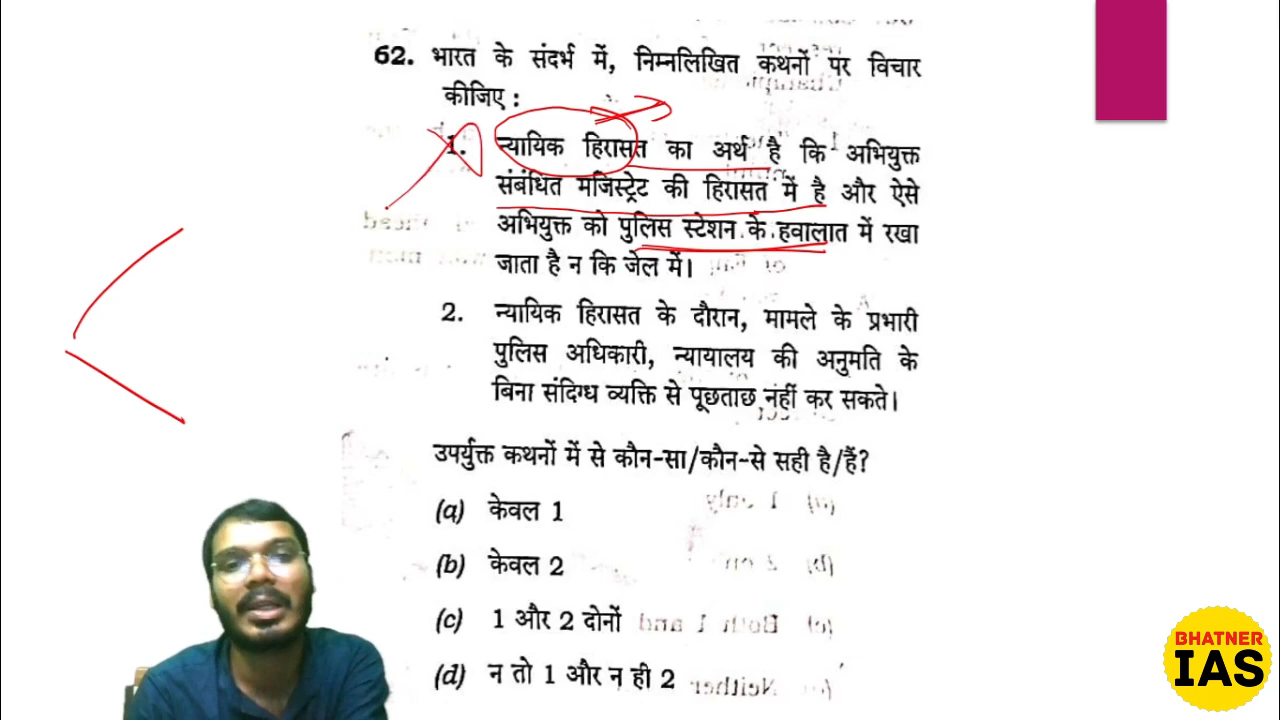 62. भारत के संदर्भ में, निम्नलिखित कथनों पर विचार
कीजिए :
1. न्यायिक हिरासत का अर्थ है कि अभियुक्त
संबंधित मजिस्ट्रेट की हिरासत में है और ऐसे
अभियुक्त को पुलिस स्टेशन के हवालात में रखा
जाता है न कि जेल में।
2. न्यायिक हिरासत के दौरान, मामले के प्रभारी
पुलिस अधिकारी, न्यायालय की अनुमति के
बिना संदिग्ध व्यक्ति से पूछताछ नहीं कर सकते।
उपर्युक्त कथनों में से कौन-सा/कौन-से सही है/हैं?
(a) केवल 1
(b) केवल 2
(c) 1 और 2 दोनों
(d) न तो 1 और न ही 2
BHATNER
IAS